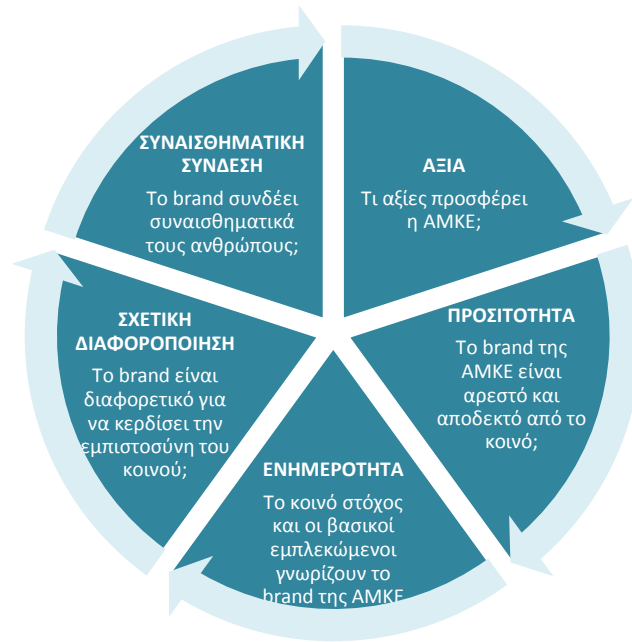 ΑΞΙΑ
Τι αξίες προσφέρει
η ΑΜΚΕ;
ΠΡΟΣΙΤΟΤΗΤΑ
Το brand της
ΑΜΚΕ είναι
αρεστό και
αποδεκτό από το
κοινό;
ΕΝΗΜΕΡΟΤΗΤΑ
Το κοινό στόχος
και οι βασικοί
εμπλεκώμενοι
γνωρίζουν το
brand της ΑΜΚΕ
ΣΧΕΤΙΚΗ
ΔΙΑΦΟΡΟΠΟΙΗΣΗ
Το brand είναι
διαφορετικό για
να κερδίσει την
εμπιστοσύνη του
κοινού;
ΣΥΝΑΙΣΘΗΜΑΤΙΚΗ
ΣΥΝΔΕΣΗ
Το brand συνδέει
συναισθηματικά
τους ανθρώπους;